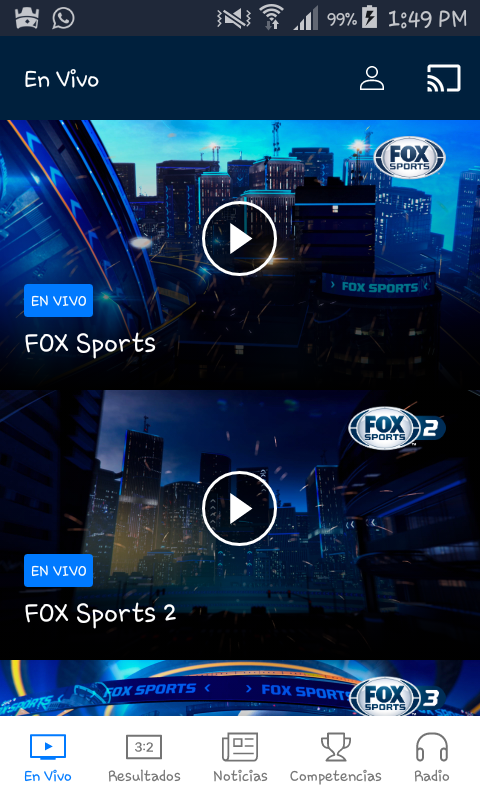 99% 1:49 PM
En Vivo
FOX
SPORTS
FOX SPORTS
EN VIVO
FOX Sports
FOX
SPORTS 2
EN VIVO
FOX Sports 2
FOX SPORTS FOX SPORTS
FOX
SPORTS 3
3:2
En Vivo Resultados Noticias Competencias Radio